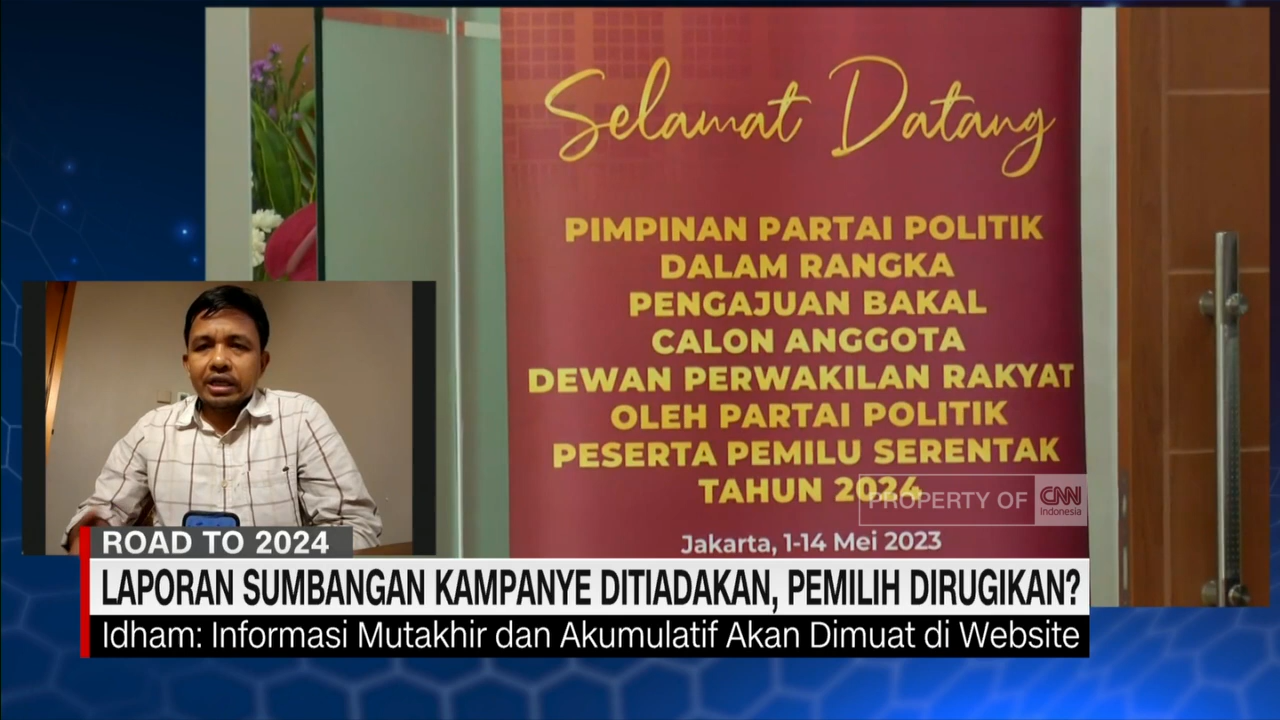 Selamat Datang
PIMPINAN PARTAI POLITIK
DALAM RANGKA
PENGAJUAN BAKAL
CALON ANGGOTA
DEWAN PERWAKILAN RAKYAT
OLEH PARTAI POLITIK
PESERTA PEMILU SERENTAK
TAHUN 2024
PROPERTY OF CNN Indonesia
Jakarta, 1-14 Mei 2023
ROAD TO 2024
LAPORAN SUMBANGAN KAMPANYE DITIADAKAN, PEMILIH DIRUGIKAN?
Idham: Informasi Mutakhir dan Akumulatif Akan Dimuat di Website